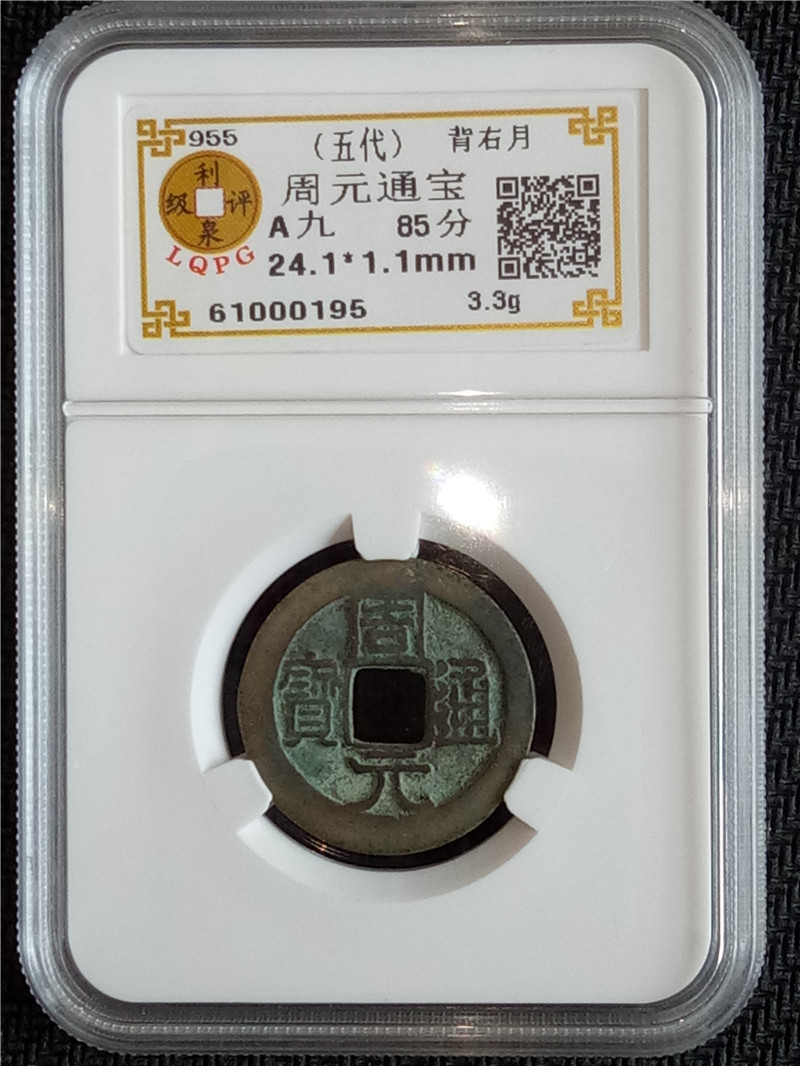 955 (五代) 背右月
利泉评级
周元通宝
A九 85分
LQPG
24.1*1.1mm
61000195 3.3g
周元通寳